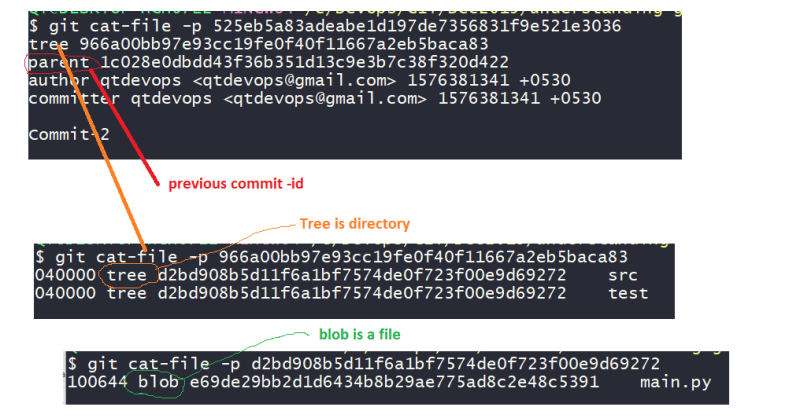 $ git cat-file -p 525eb5a83adeabe1d197de7356831f9e521e3036
tree 966a00bb97e93cc19fe0f40f11667a2eb5baca83
parent 1c028e0dbdd43f36b351d13c9e3b7c38f320d422
author qtdevops <qtdevops@gmail.com> 1576381341 +0530
committer qtdevops <qtdevops@gmail.com> 1576381341 +0530
Commit-2
previous commit -id
Tree is directory
$ git cat-file -p 966a00bb97e93cc19fe0f40f11667a2eb5baca83
040000 tree d2bd908b5d11f6a1bf7574de0f723f00e9d69272 src
040000 tree d2bd908b5d11f6a1bf7574de0f723f00e9d69272 test
blob is a file
$ git cat-file -p d2bd908b5d11f6a1bf7574de0f723f00e9d69272
100644 blob e69de29bb2d1d6434b8b29ae775ad8c2e48c5391 main.py